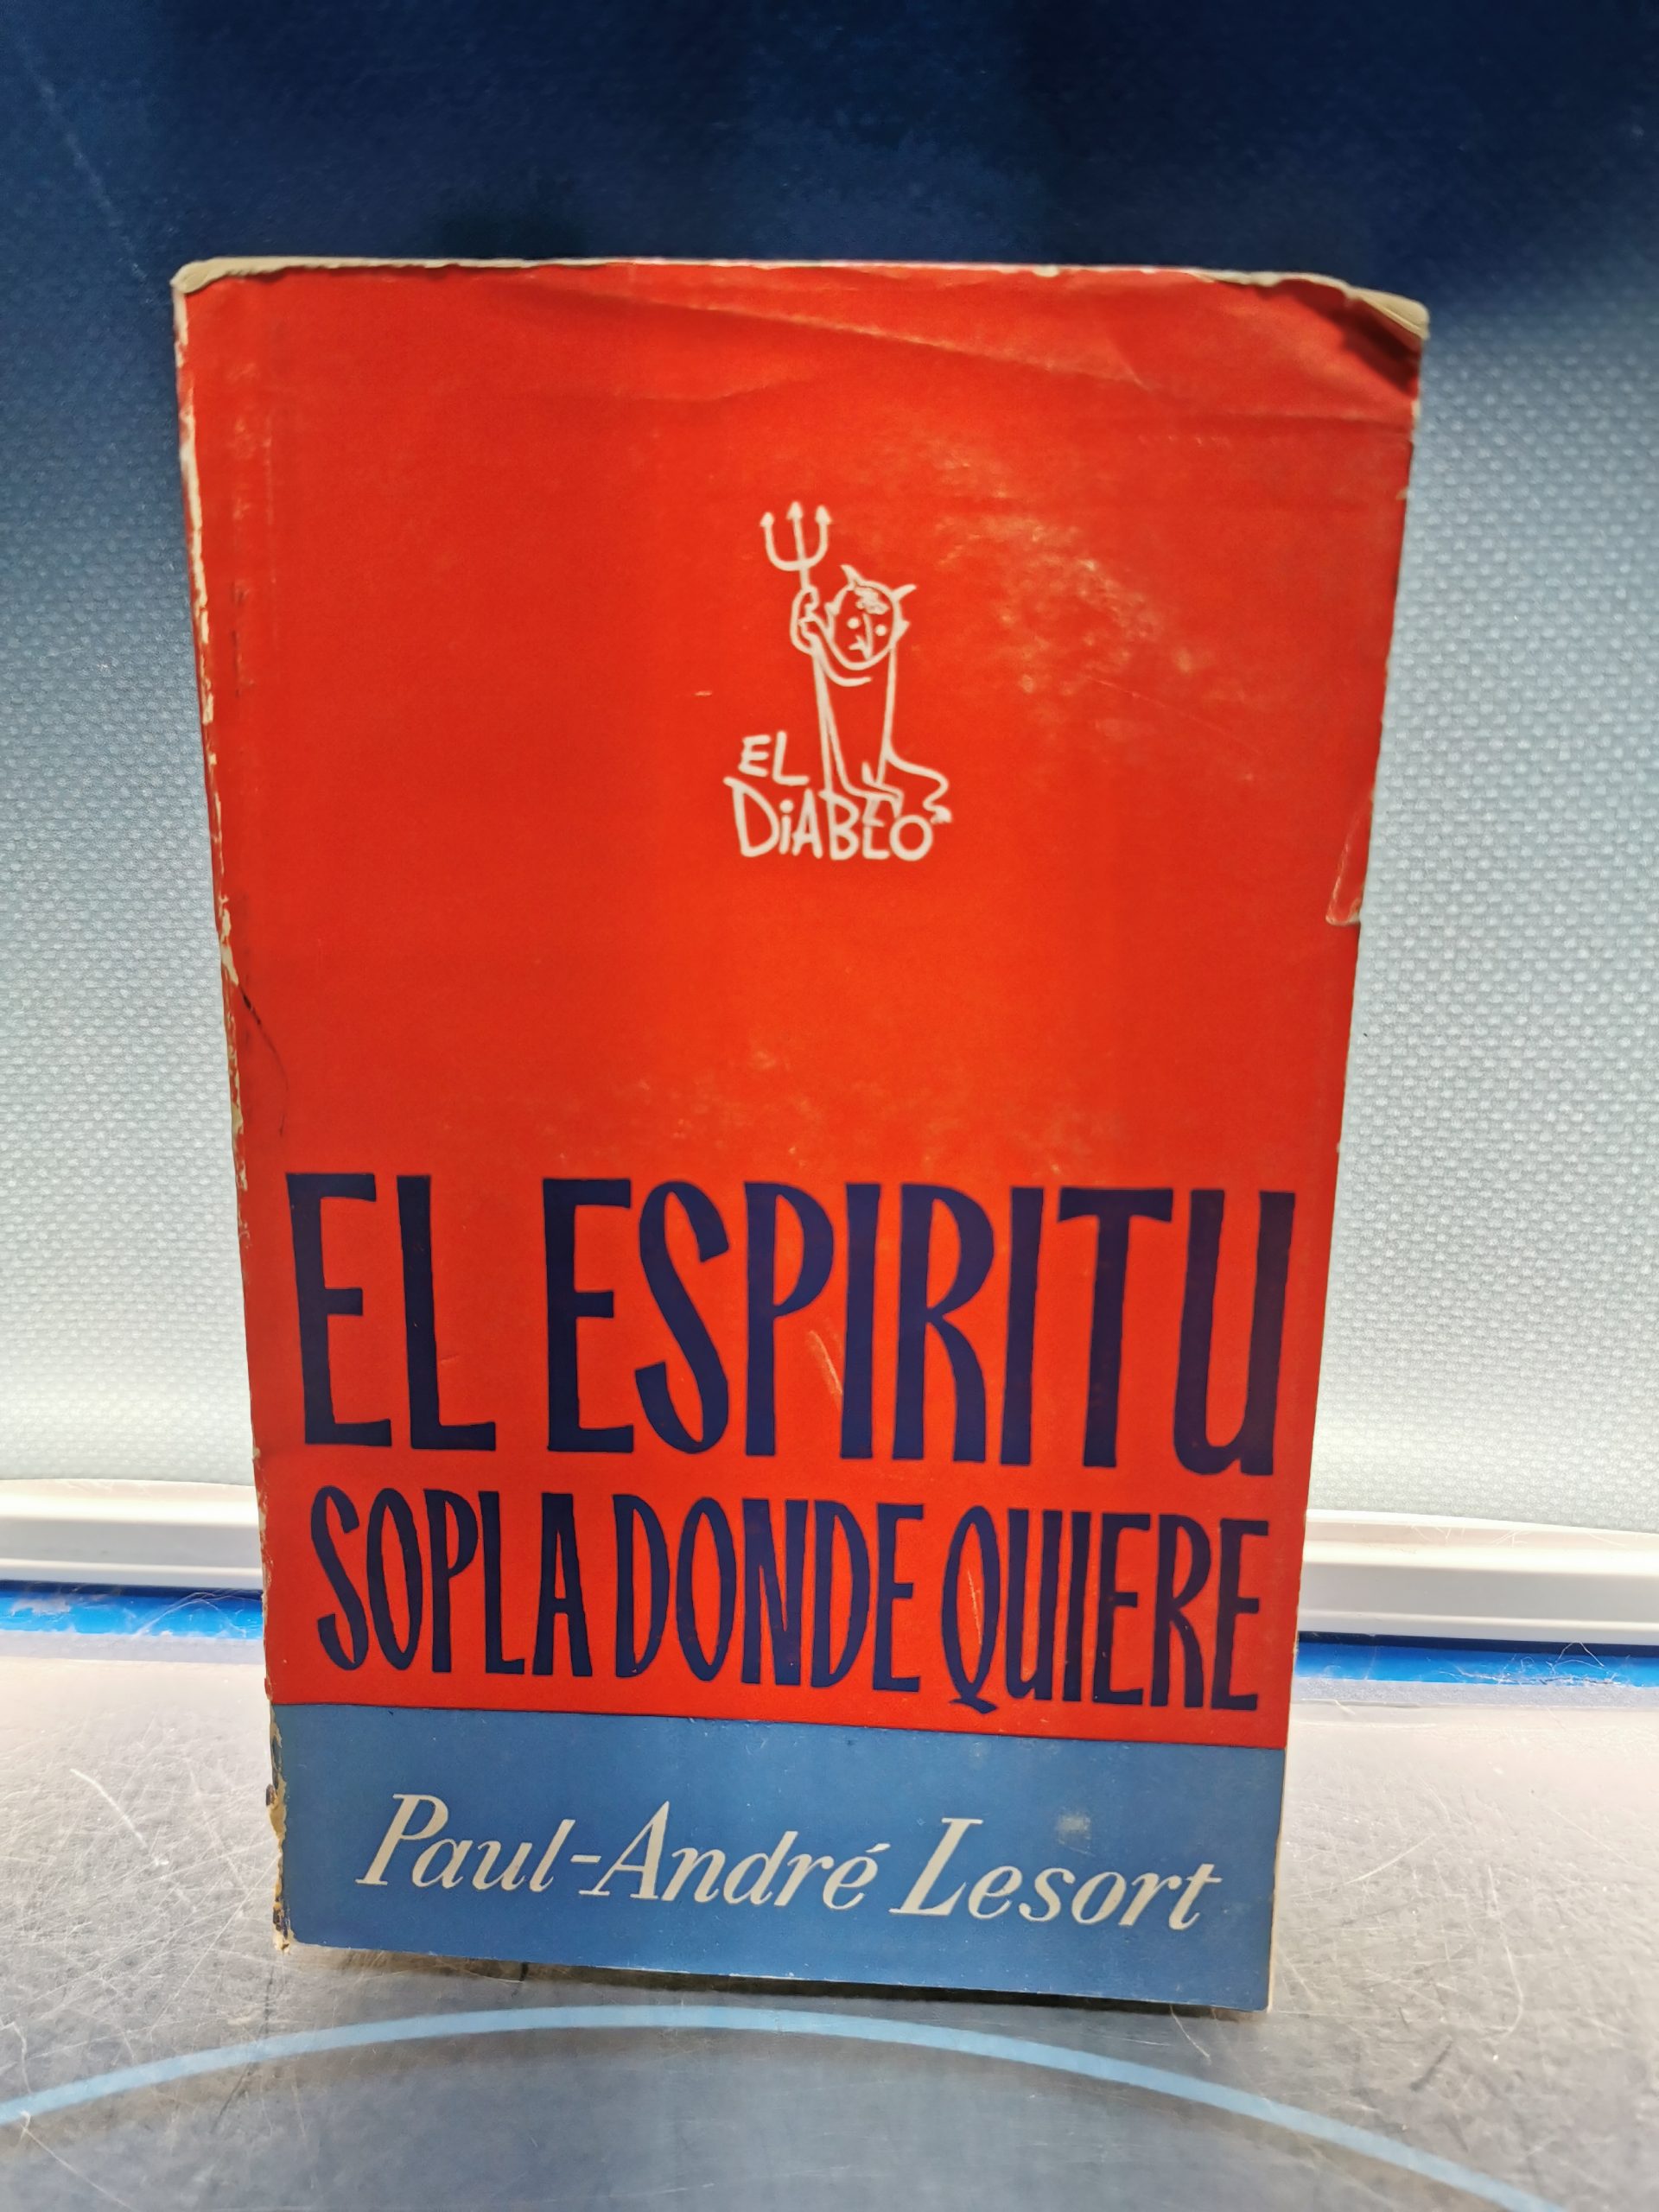 EL
DiABLO
EL ESPIRITU
SOPLA DONDE QUIERE
Paul-André Lesort